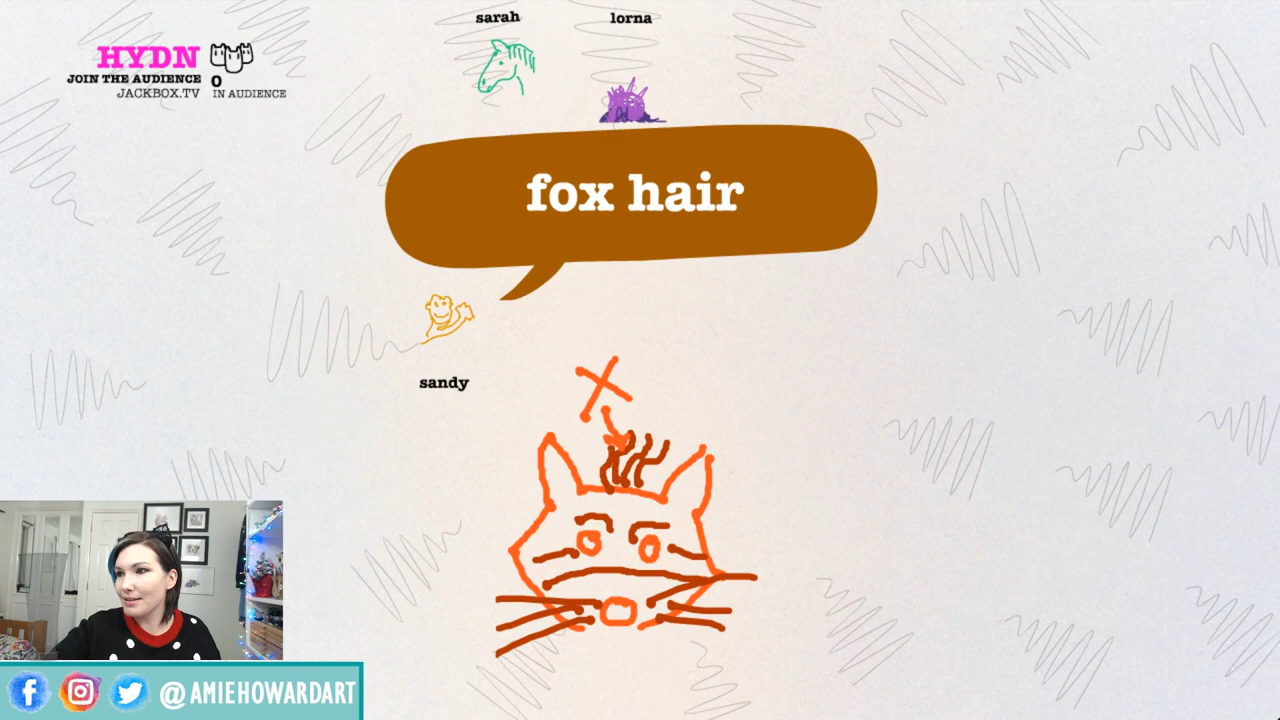 sarah
lorna
HYDN
JOIN THE AUDIENCE
JACKBOX.TV
0
IN AUDIENCE
fox hair
sandy
@AMIEHOWARDART